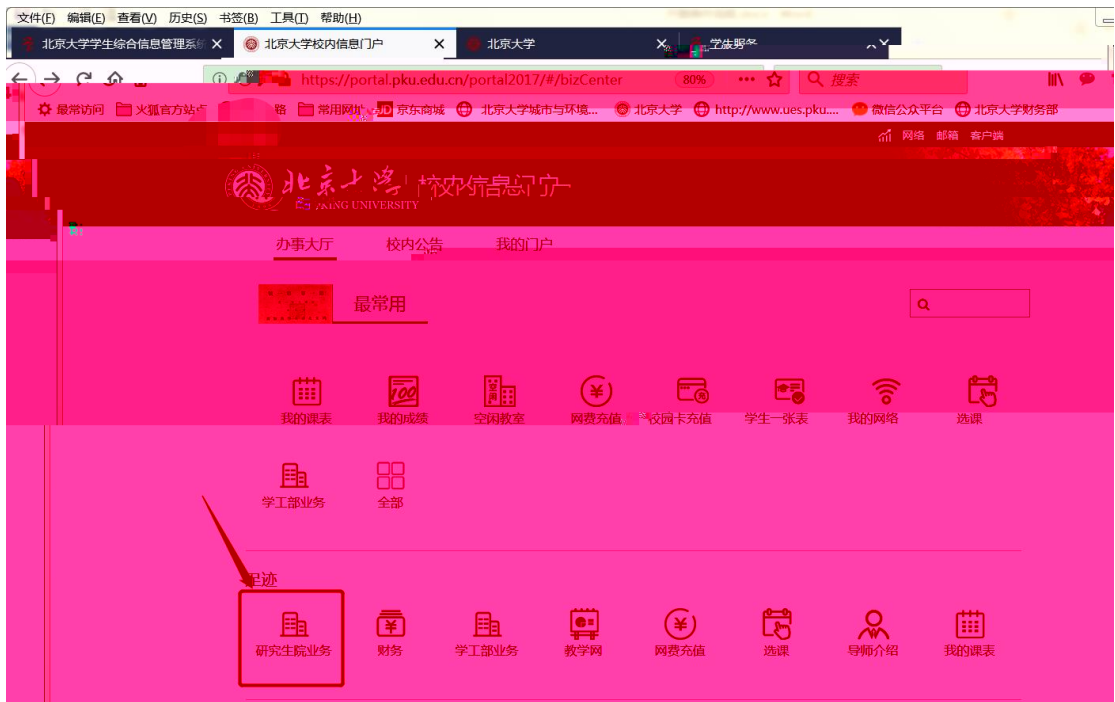 文件(F) 编辑(E) 查看(V) 历史(S) 书签(B) 工具(T) 帮助(H)
北京大学学生综合信息管理系统 北京大学校内信息门户 北京大学 学生服务
https://portal.pku.edu.cn/portal2017/#/bizCenter 80% 搜索
最常访问 火狐官方站点 常用网址 JD 京东商城 北京大学城市与环境... 北京大学 http://www.ues.pku.... 微信公众平台 北京大学财务部
网络 邮箱 客户端
北京大学 校内信息门户
UNIVERSITY
办事大厅 校内公告 我的门户
最常用
我的课表 我的成绩 空闲教室 网费充值 校园卡充值 学生一张表 我的网络 选课
学工部业务 全部
足迹
研究生院业务 财务 学工部业务 教学网 网费充值 选课 导师介绍 我的课表